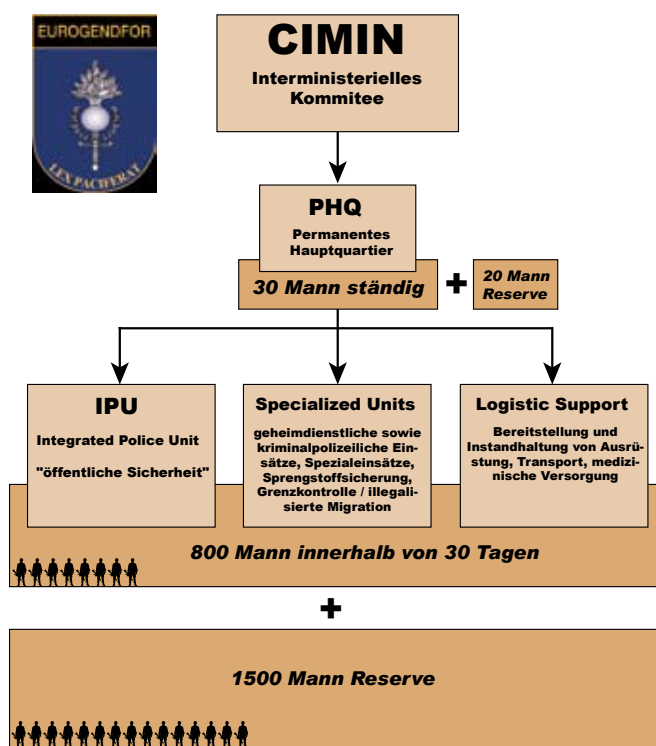 EUROGENDFOR
LEX PACIFERAT
CIMIN
Interministerielles
Kommitee
PHQ
Permanentes
Hauptquartier
30 Mann ständig
+
20 Mann
Reserve
IPU
Integrated Police Unit
"öffentliche Sicherheit"
Specialized Units
geheimdienstliche sowie
kriminalpolizeiliche Ein-
sätze, Spezialeinsätze,
Sprengstoffsicherung,
Grenzkontrolle / illegali-
sierte Migration
Logistic Support
Bereitstellung und
Instandhaltung von Ausrü-
stung, Transport, medizi-
nische Versorgung
800 Mann innerhalb von 30 Tagen
+
1500 Mann Reserve